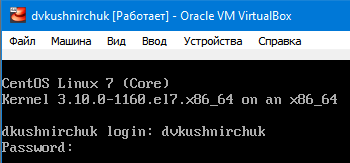 dvkushnirchuk [Работает] - Oracle VM VirtualBox
Файл Машина Вид Ввод Устройства Справка
CentOS Linux 7 (Core)
Kernel 3.10.0-1160.el7.x86_64 on an x86_64
dkushnirchuk login: dvkushnirchuk
Password: